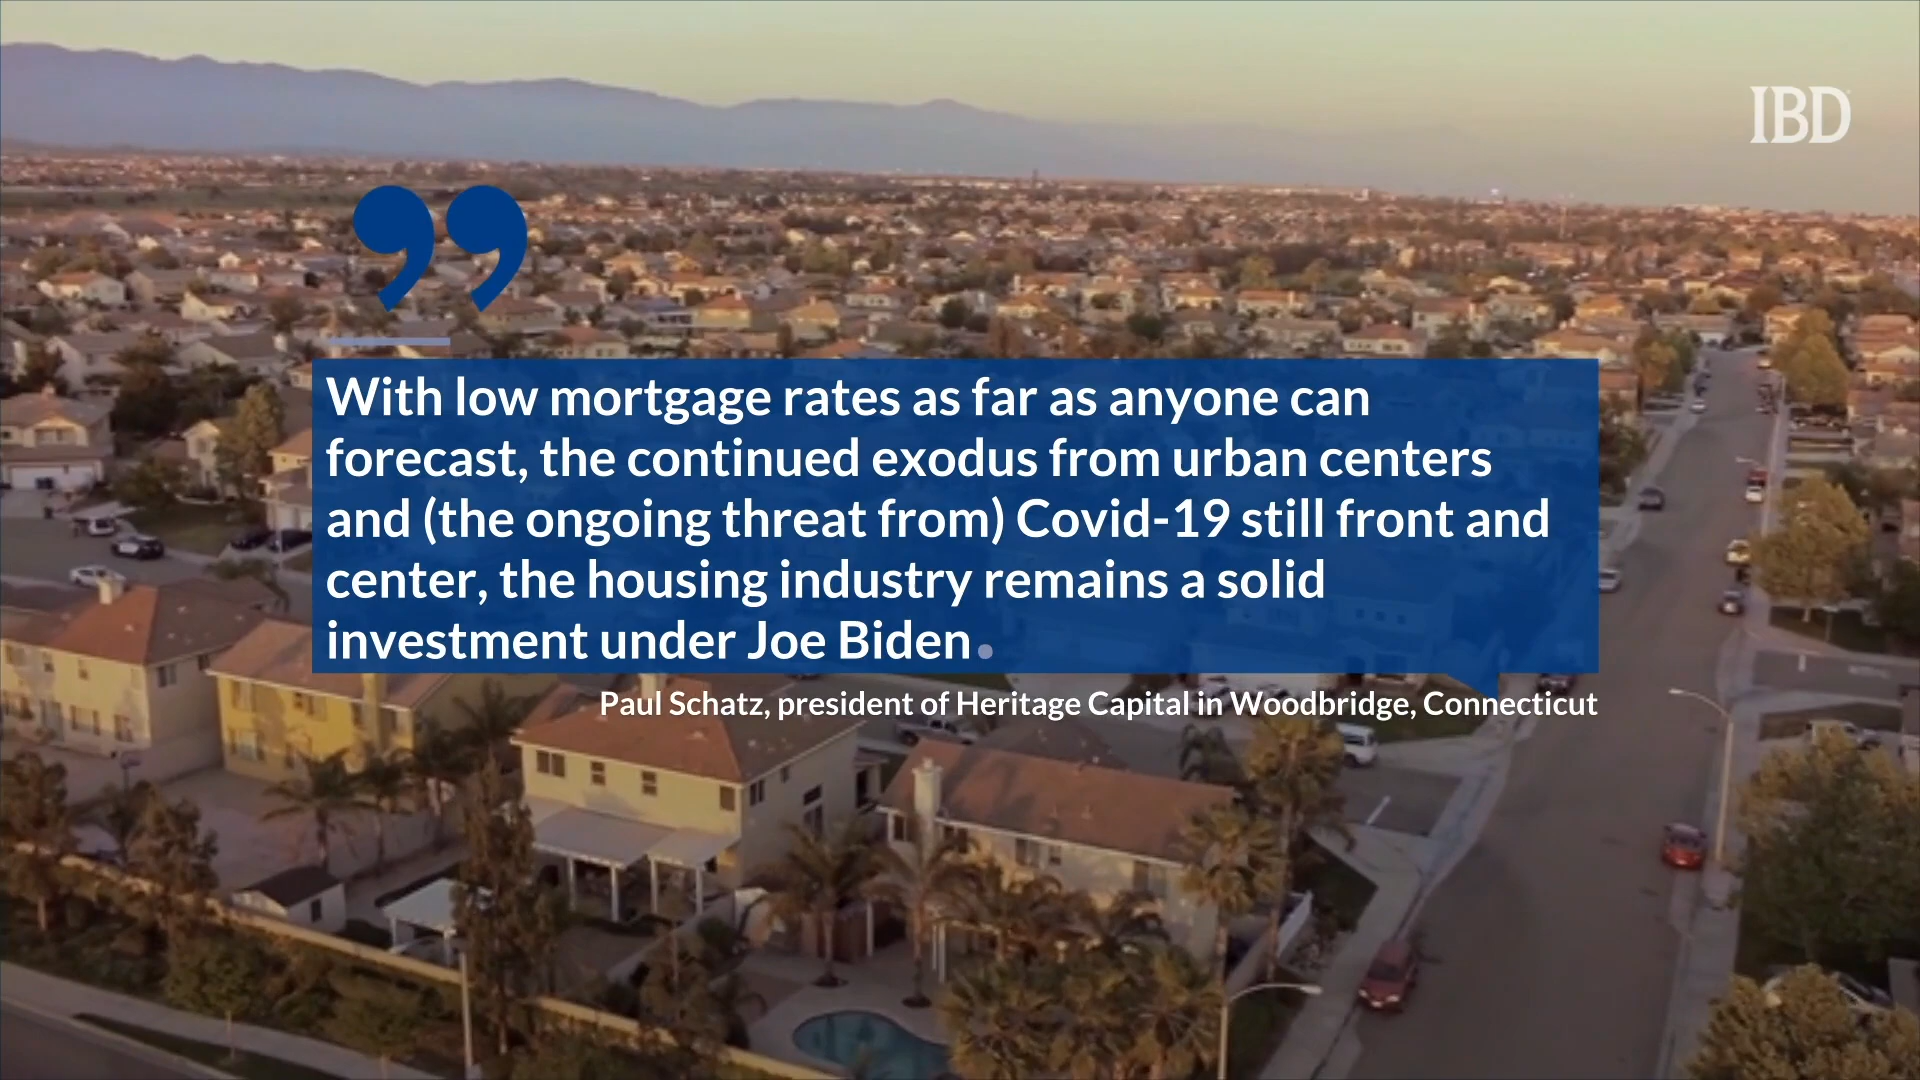 IBD
”
With low mortgage rates as far as anyone can
forecast, the continued exodus from urban centers
and (the ongoing threat from) Covid-19 still front and
center, the housing industry remains a solid
investment under Joe Biden.
Paul Schatz, president of Heritage Capital in Woodbridge, Connecticut